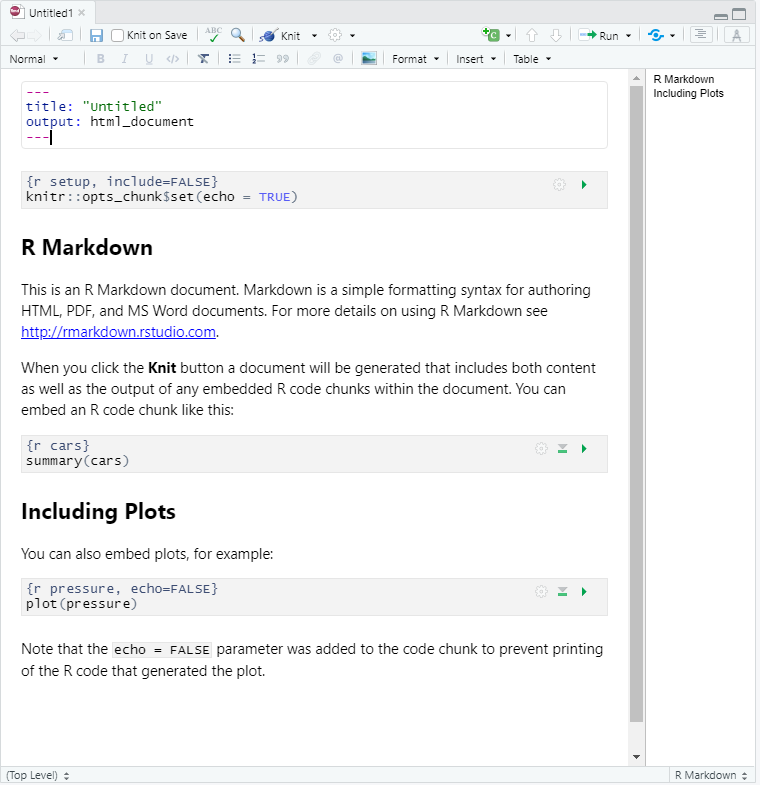 Untitled1
Knit on Save
ABC
Knit
C
Run
A
Normal
B I U </>
Format
Insert
Table
---
title: "Untitled"
output: html_document
---
R Markdown
Including Plots
{r setup, include=FALSE}
knitr::opts_chunk$set(echo = TRUE)
R Markdown
This is an R Markdown document. Markdown is a simple formatting syntax for authoring
HTML, PDF, and MS Word documents. For more details on using R Markdown see
http://rmarkdown.rstudio.com.
When you click the Knit button a document will be generated that includes both content
as well as the output of any embedded R code chunks within the document. You can
embed an R code chunk like this:
{r cars}
summary(cars)
Including Plots
You can also embed plots, for example:
{r pressure, echo=FALSE}
plot(pressure)
Note that the echo = FALSE parameter was added to the code chunk to prevent printing
of the R code that generated the plot.
(Top Level)
R Markdown